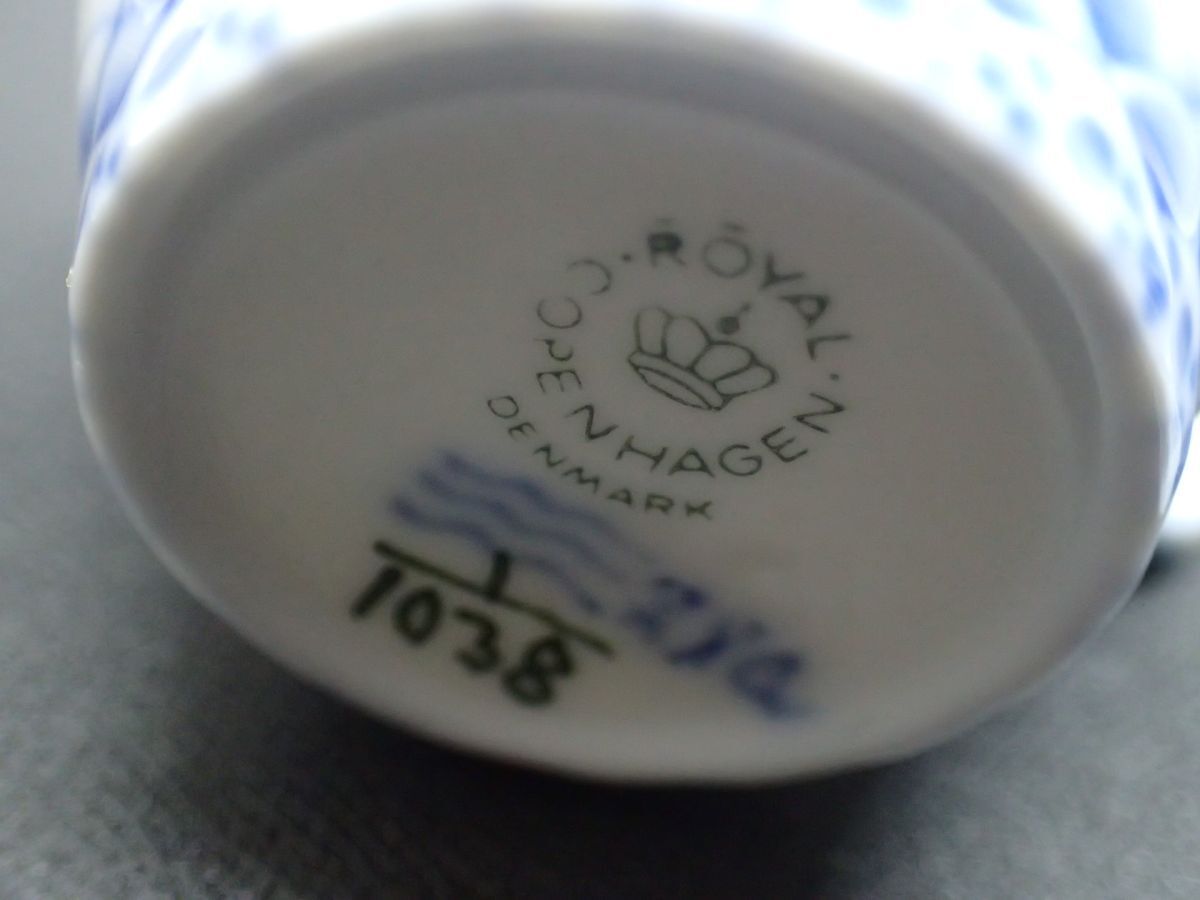 ROYAL · COPENHAGEN ·
DENMARK
1
1038